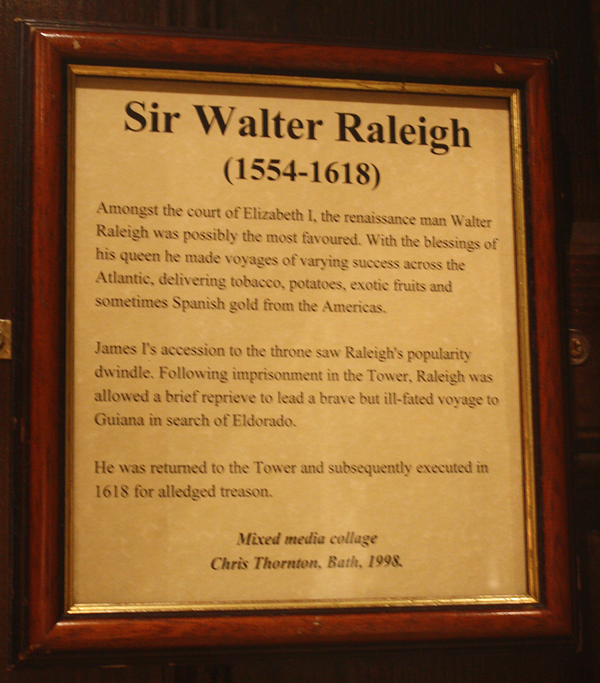 Sir Walter Raleigh
(1554-1618)
Amongst the court of Elizabeth I, the renaissance man Walter
Raleigh was possibly the most favoured. With the blessings of
his queen he made voyages of varying success across the
Atlantic, delivering tobacco, potatoes, exotic fruits and
sometimes Spanish gold from the Americas.
James I's accession to the throne saw Raleigh's popularity
dwindle. Following imprisonment in the Tower, Raleigh was
allowed a brief reprieve to lead a brave but ill-fated voyage to
Guiana in search of Eldorado.
He was returned to the Tower and subsequently executed in
1618 for alledged treason.
Mixed media collage
Chris Thornton, Bath, 1998.